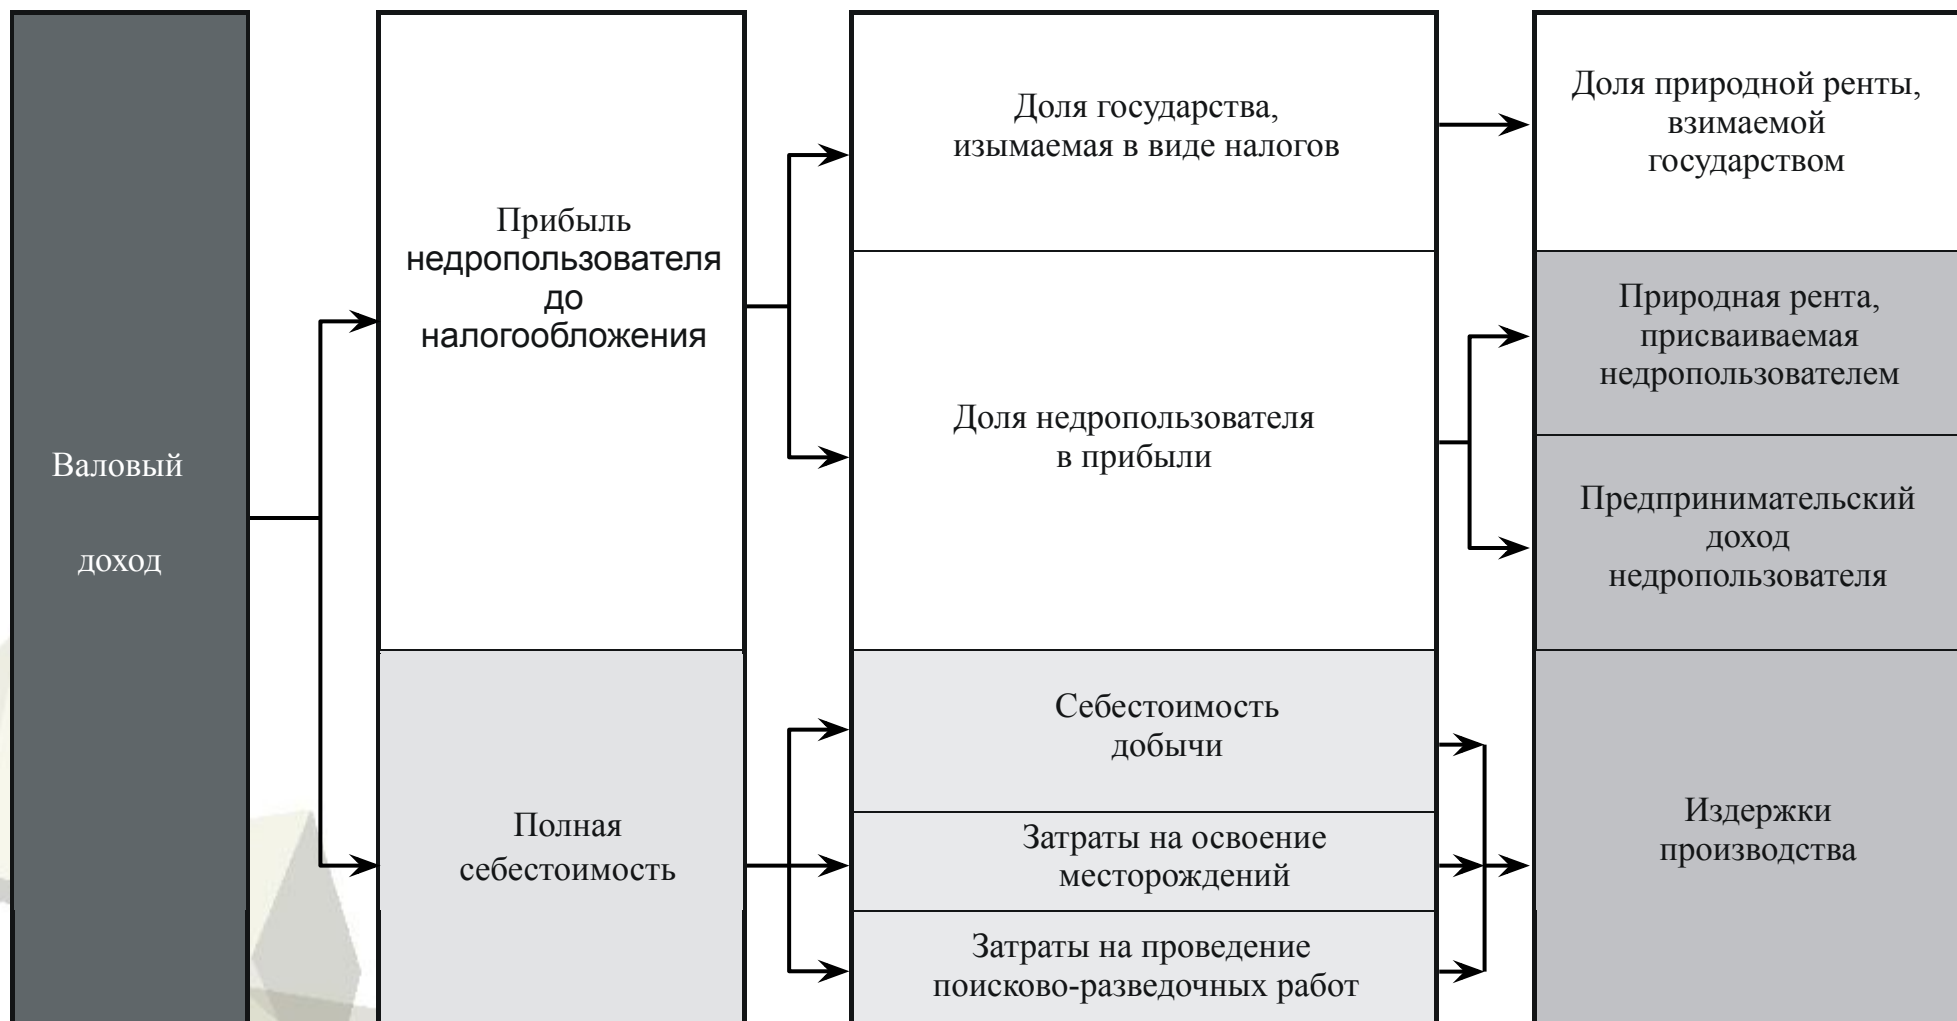 Валовый
доход
Прибыль
недропользователя
до
налогообложения
Полная
себестоимость
Доля государства,
изымаемая в виде налогов
Доля недропользователя
в прибыли
Себестоимость
добычи
Затраты на освоение
месторождений
Затраты на проведение
поисково-разведочных работ
Доля природной ренты,
взимаемой
государством
Природная рента,
присваиваемая
недропользователем
Предпринимательский
доход
недропользователя
Издержки
производства